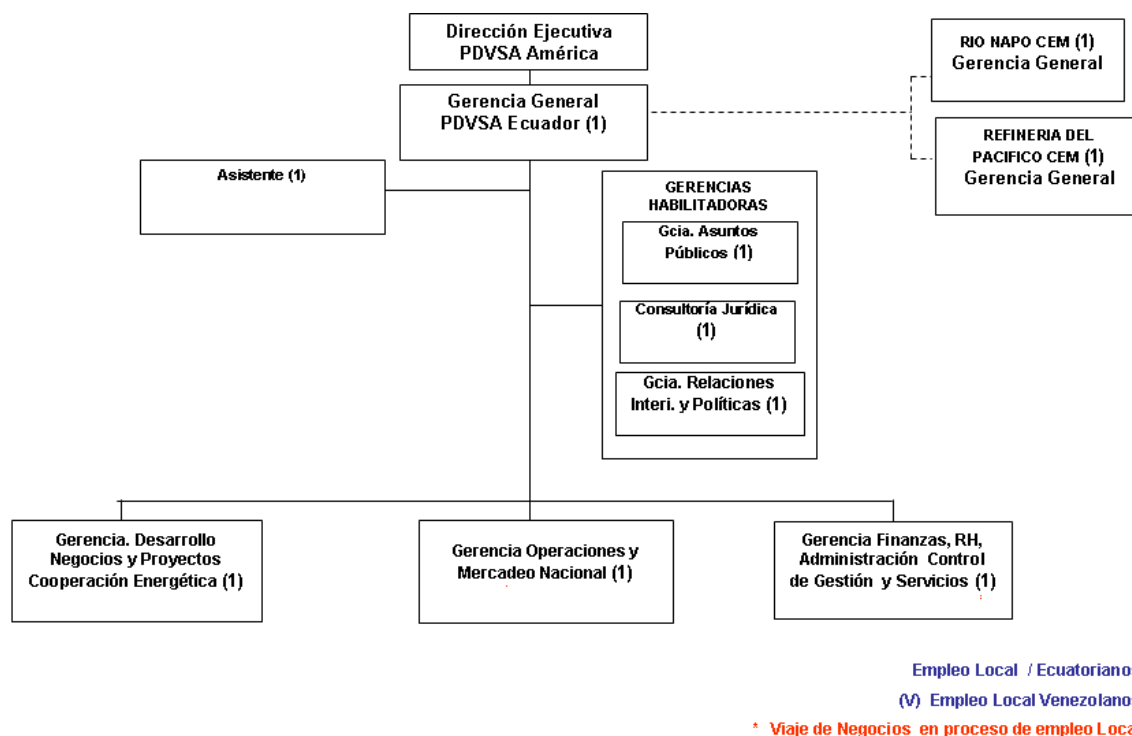 Dirección Ejecutiva
PDVSA América
Gerencia General
PDVSA Ecuador (1)
RIO NAPO CEM (1)
Gerencia General
REFINERIA DEL
PACIFICO CEM (1)
Gerencia General
Asistente (1)
GERENCIAS
HABILITADORAS
Gcia. Asuntos
Públicos (1)
Consultoría Jurídica
(1)
Gcia. Relaciones
Interi. y Políticas (1)
Gerencia. Desarrollo
Negocios y Proyectos
Cooperación Energética (1)
Gerencia Operaciones y
Mercadeo Nacional (1)
Gerencia Finanzas, RH,
Administración Control
de Gestión y Servicios (1)
Empleo Local / Ecuatorianos
(V) Empleo Local Venezolanos
* Viaje de Negocios en proceso de empleo Loca